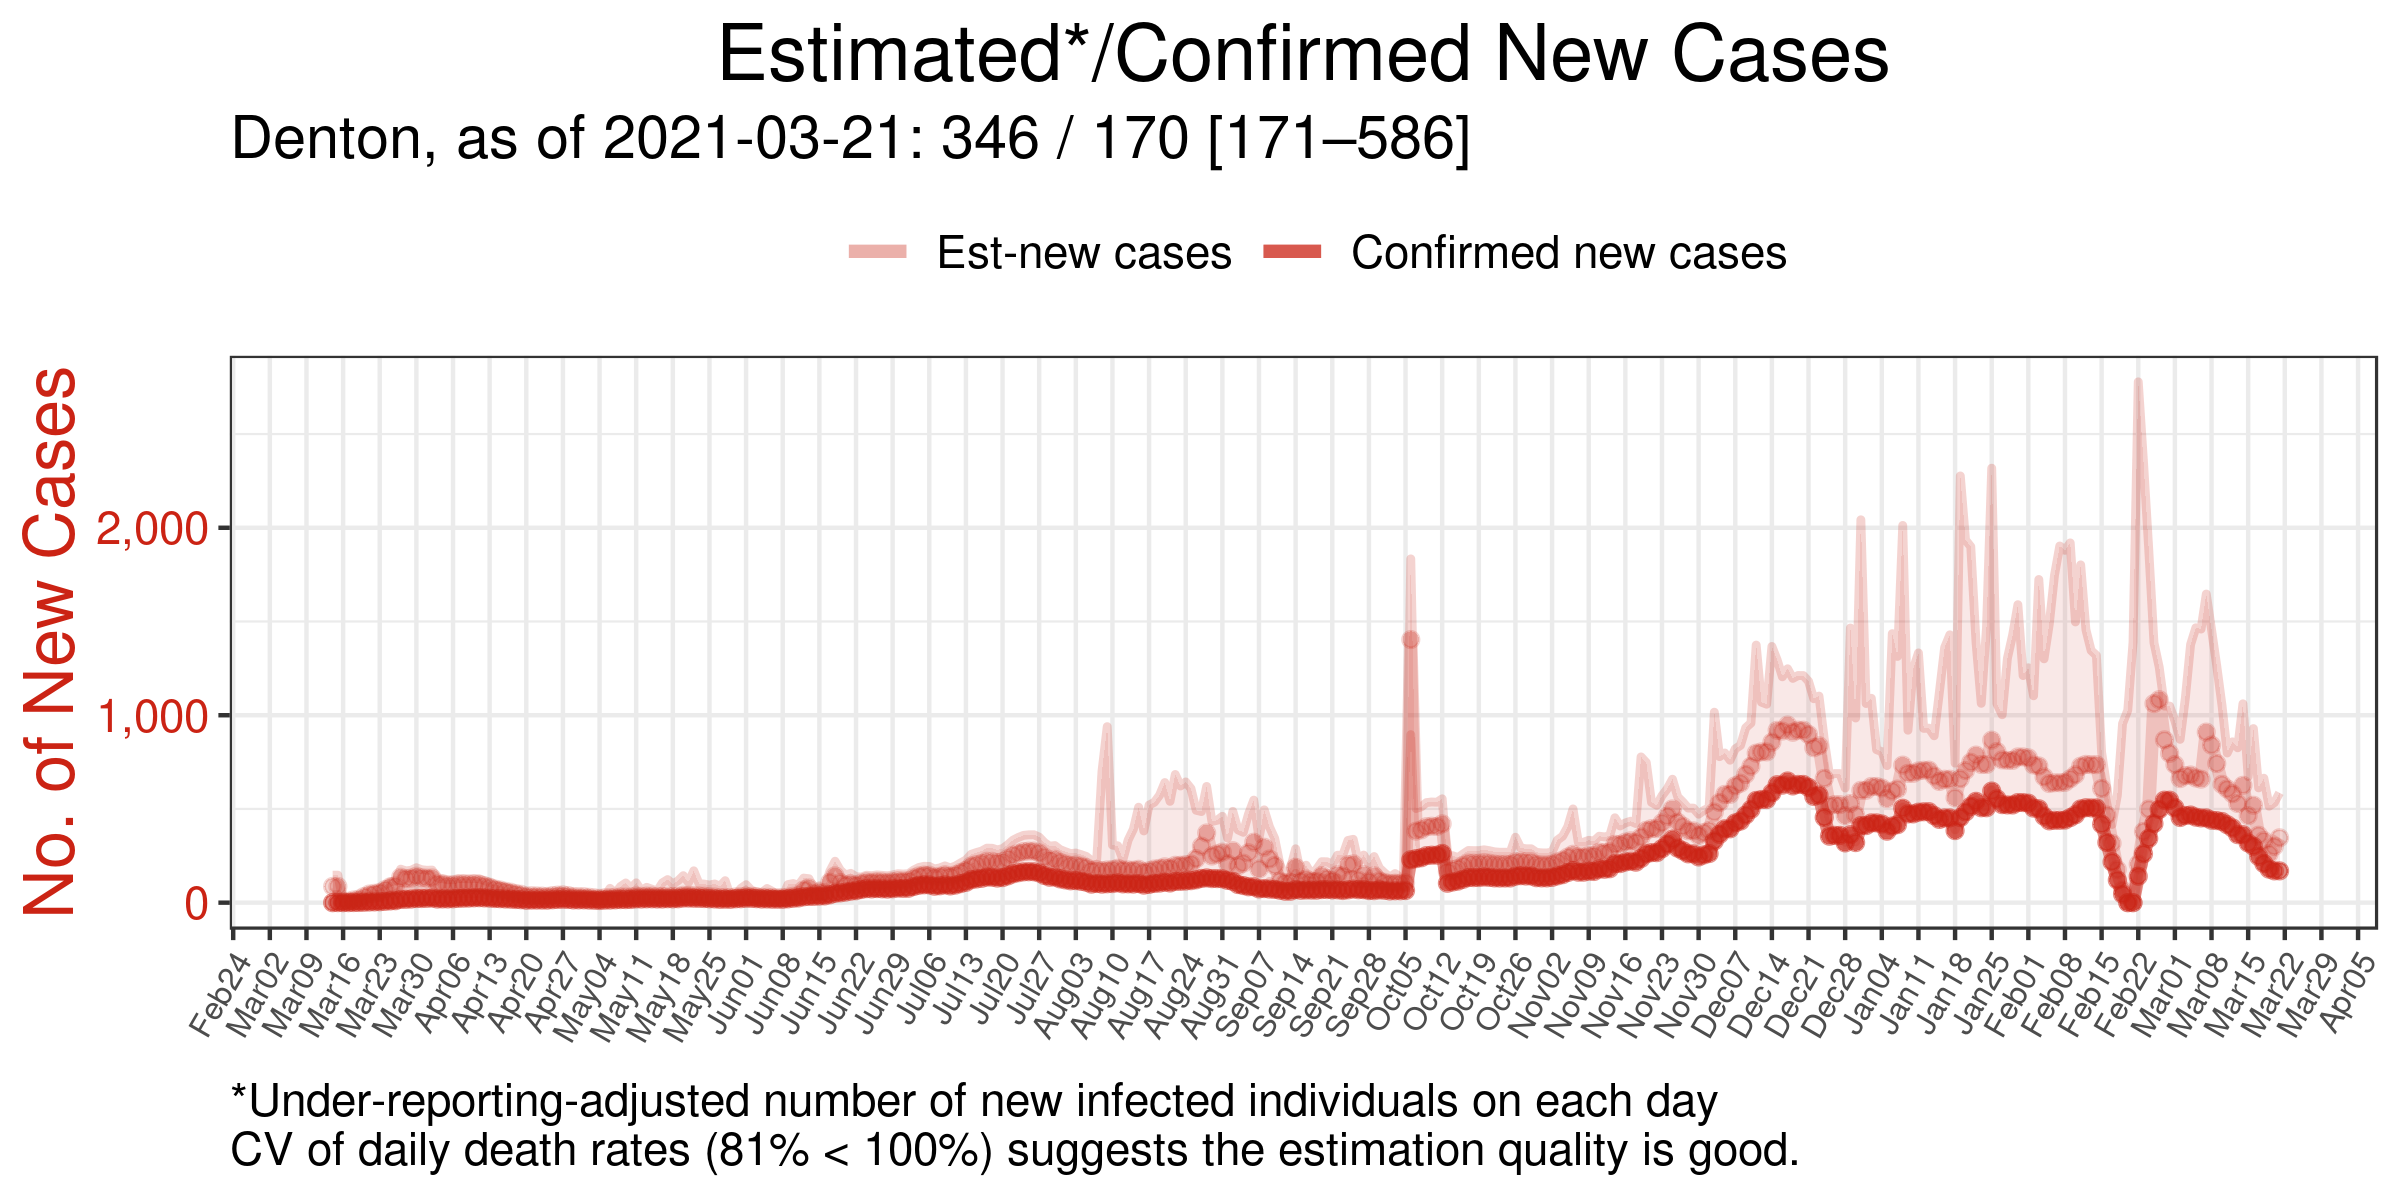 Estimated*/Confirmed New Cases
Denton, as of 2021-03-21: 346 / 170 [171–586]
Est-new cases Confirmed new cases
No. of New Cases
2,000
1,000
0
Feb24 Mar02 Mar09 Mar16 Mar23 Mar30 Apr06 Apr13 Apr20 Apr27 May04 May11 May18 May25 Jun01 Jun08 Jun15 Jun22 Jun29 Jul06 Jul13 Jul20 Jul27 Aug03 Aug10 Aug17 Aug24 Aug31 Sep07 Sep14 Sep21 Sep28 Oct05 Oct12 Oct19 Oct26 Nov02 Nov09 Nov16 Nov23 Nov30 Dec07 Dec14 Dec21 Dec28 Jan04 Jan11 Jan18 Jan25 Feb01 Feb08 Feb15 Feb22 Mar01 Mar08 Mar15 Mar22 Mar29 Apr05
*Under-reporting-adjusted number of new infected individuals on each day
CV of daily death rates (81% < 100%) suggests the estimation quality is good.